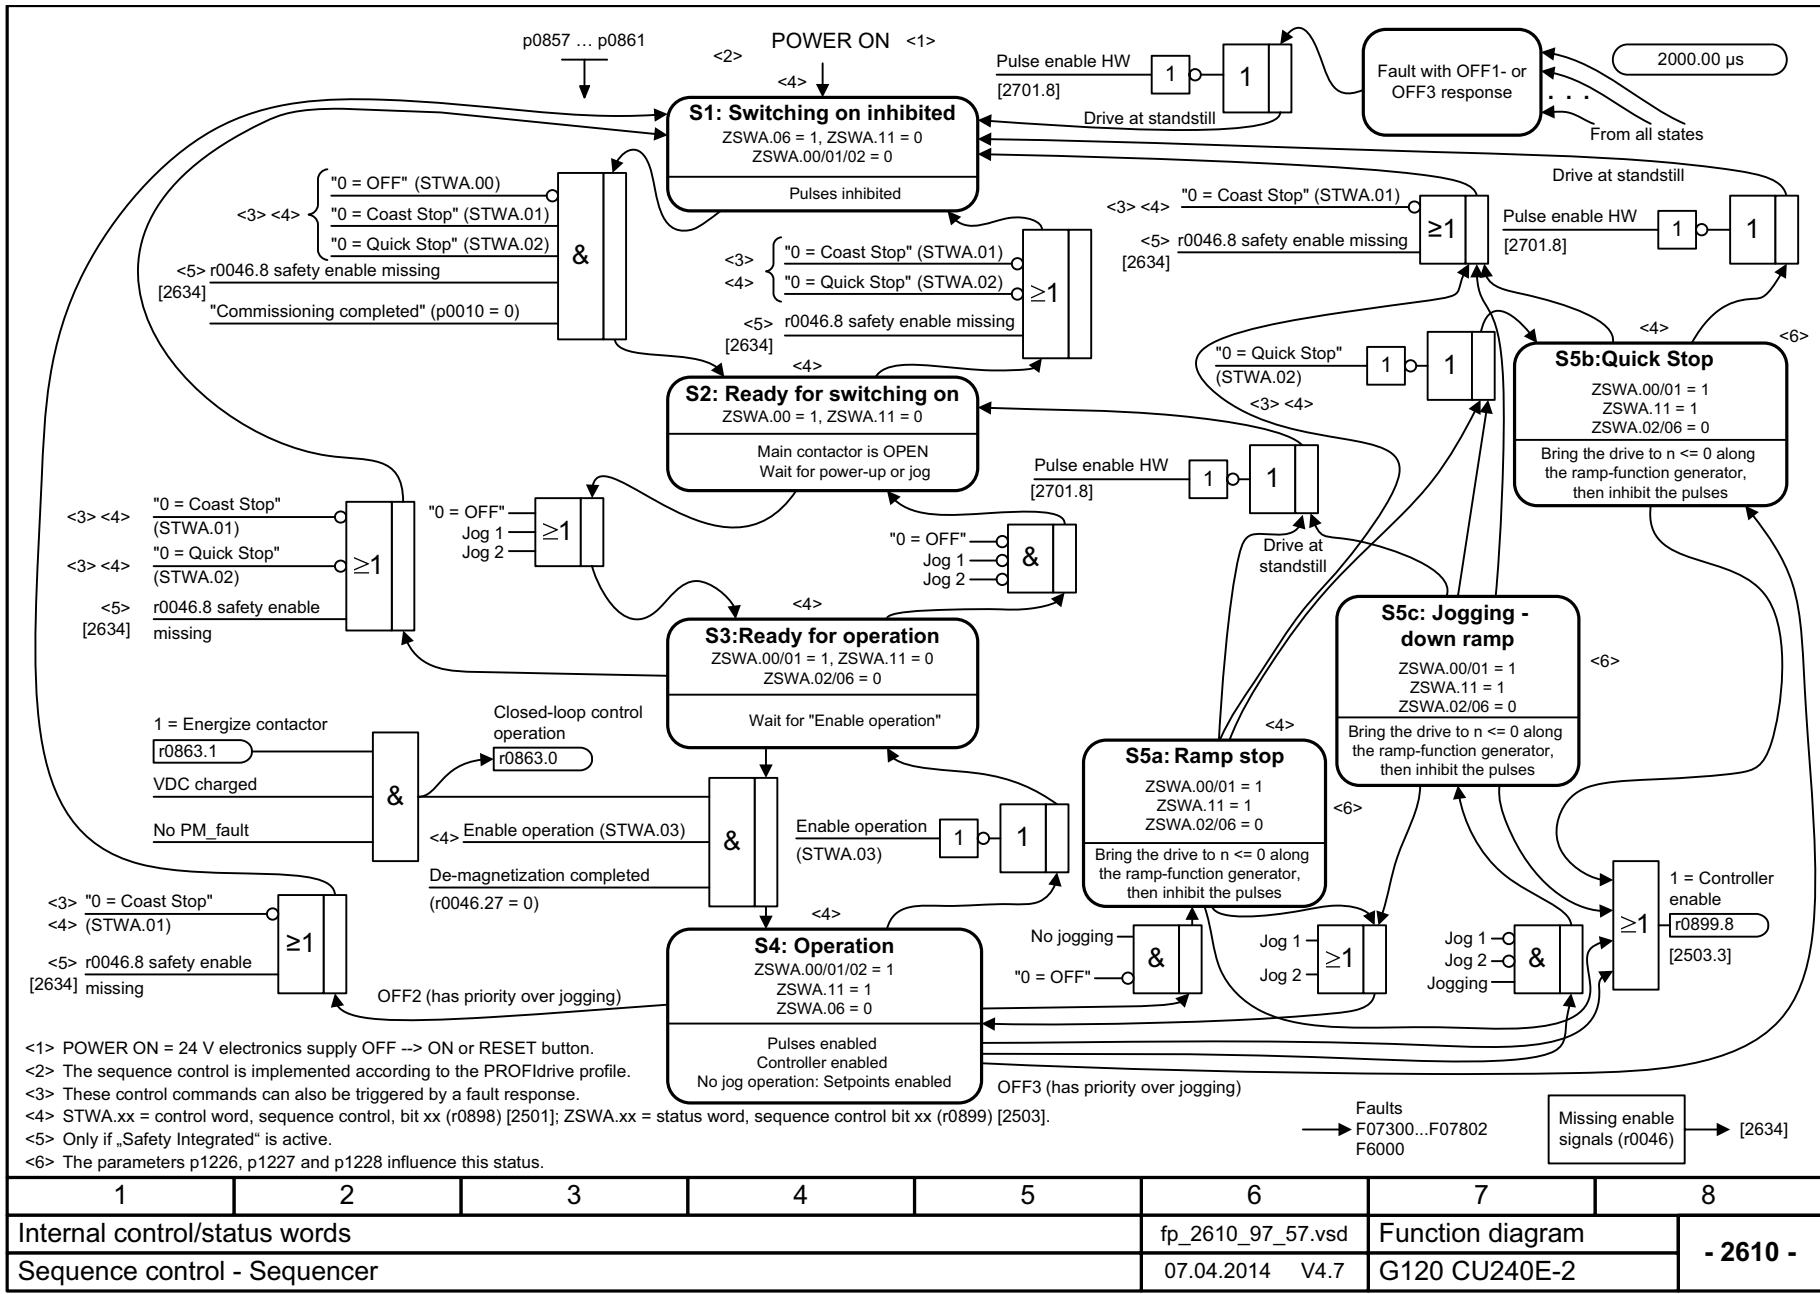 p0857 … p0861
<2>
POWER ON <1>
<4>
S1: Switching on inhibited
ZSWA.06 = 1, ZSWA.11 = 0
ZSWA.00/01/02 = 0
Pulses inhibited
Pulse enable HW
[2701.8]
1
1
Drive at standstill
Fault with OFF1- or
OFF3 response
2000.00 µs
. . .
From all states
<3> <4>
"0 = OFF" (STWA.00)
"0 = Coast Stop" (STWA.01)
"0 = Quick Stop" (STWA.02)
<5> r0046.8 safety enable missing
[2634]
"Commissioning completed" (p0010 = 0)
&
<3>
<4>
"0 = Coast Stop" (STWA.01)
"0 = Quick Stop" (STWA.02)
<5> r0046.8 safety enable missing
[2634]
≥1
<3> <4> "0 = Coast Stop" (STWA.01)
<5> r0046.8 safety enable missing
[2634]
≥1
Drive at standstill
Pulse enable HW
[2701.8]
1
1
<4>
S2: Ready for switching on
ZSWA.00 = 1, ZSWA.11 = 0
Main contactor is OPEN
Wait for power-up or jog
"0 = Quick Stop"
(STWA.02)
<3> <4>
1
1
<4>
<6>
S5b:Quick Stop
ZSWA.00/01 = 1
ZSWA.11 = 1
ZSWA.02/06 = 0
Bring the drive to n <= 0 along
the ramp-function generator,
then inhibit the pulses
Pulse enable HW
[2701.8]
1
1
Drive at
standstill
<3> <4> "0 = Coast Stop"
(STWA.01)
<3> <4> "0 = Quick Stop"
(STWA.02)
<5> r0046.8 safety enable
[2634] missing
≥1
"0 = OFF"
Jog 1
Jog 2
≥1
"0 = OFF"
Jog 1
Jog 2
&
<4>
S3:Ready for operation
ZSWA.00/01 = 1, ZSWA.11 = 0
ZSWA.02/06 = 0
Wait for "Enable operation"
S5c: Jogging -
down ramp
ZSWA.00/01 = 1
ZSWA.11 = 1
ZSWA.02/06 = 0
Bring the drive to n <= 0 along
the ramp-function generator,
then inhibit the pulses
<6>
1 = Energize contactor
r0863.1
VDC charged
No PM_fault
&
Closed-loop control
operation
r0863.0
<4> Enable operation (STWA.03)
De-magnetization completed
(r0046.27 = 0)
&
Enable operation
(STWA.03)
1
1
<4>
S5a: Ramp stop
ZSWA.00/01 = 1
ZSWA.11 = 1
ZSWA.02/06 = 0
Bring the drive to n <= 0 along
the ramp-function generator,
then inhibit the pulses
<6>
<3> "0 = Coast Stop"
<4> (STWA.01)
<5> r0046.8 safety enable
[2634] missing
≥1
OFF2 (has priority over jogging)
<4>
S4: Operation
ZSWA.00/01/02 = 1
ZSWA.11 = 1
ZSWA.06 = 0
Pulses enabled
Controller enabled
No jog operation: Setpoints enabled
No jogging
"0 = OFF"
&
Jog 1
Jog 2
≥1
Jog 1
Jog 2
Jogging
&
≥1
1 = Controller
enable
r0899.8
[2503.3]
OFF3 (has priority over jogging)
<1> POWER ON = 24 V electronics supply OFF --> ON or RESET button.
<2> The sequence control is implemented according to the PROFIdrive profile.
<3> These control commands can also be triggered by a fault response.
<4> STWA.xx = control word, sequence control, bit xx (r0898) [2501]; ZSWA.xx = status word, sequence control bit xx (r0899) [2503].
<5> Only if „Safety Integrated“ is active.
<6> The parameters p1226, p1227 and p1228 influence this status.
Faults
F07300...F07802
F6000
Missing enable
signals (r0046)
[2634]
1 2 3 4 5 6 7 8
Internal control/status words
fp_2610_97_57.vsd
Function diagram
- 2610 -
Sequence control - Sequencer
07.04.2014 V4.7
G120 CU240E-2